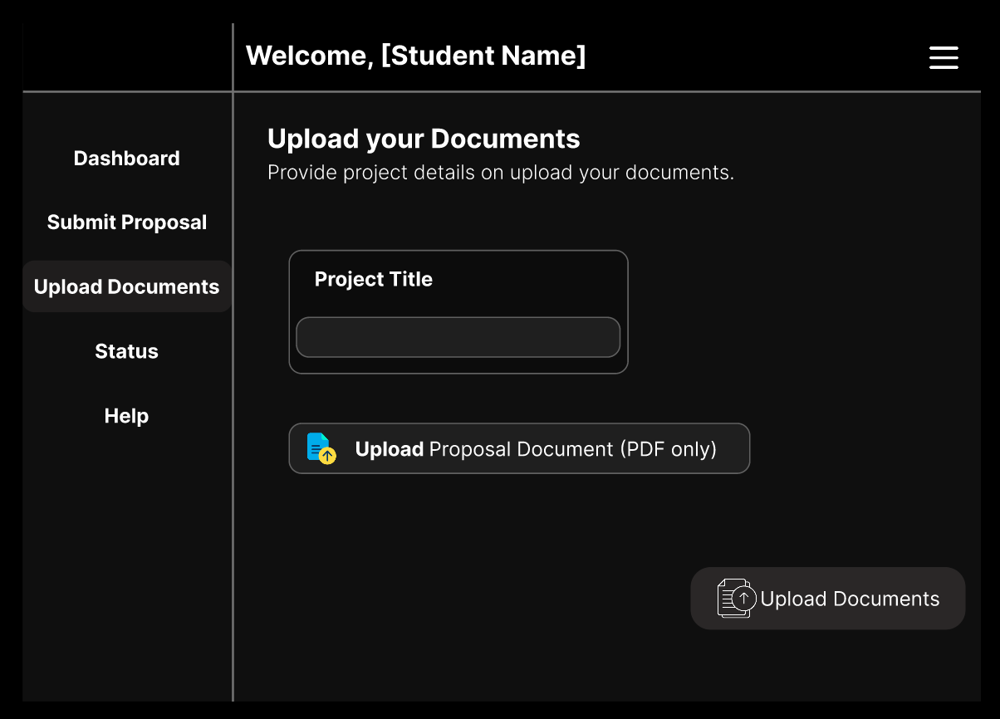 Welcome, [Student Name]
Dashboard
Submit Proposal
Upload Documents
Status
Help
Upload your Documents
Provide project details on upload your documents.
Project Title
Upload Proposal Document (PDF only)
Upload Documents